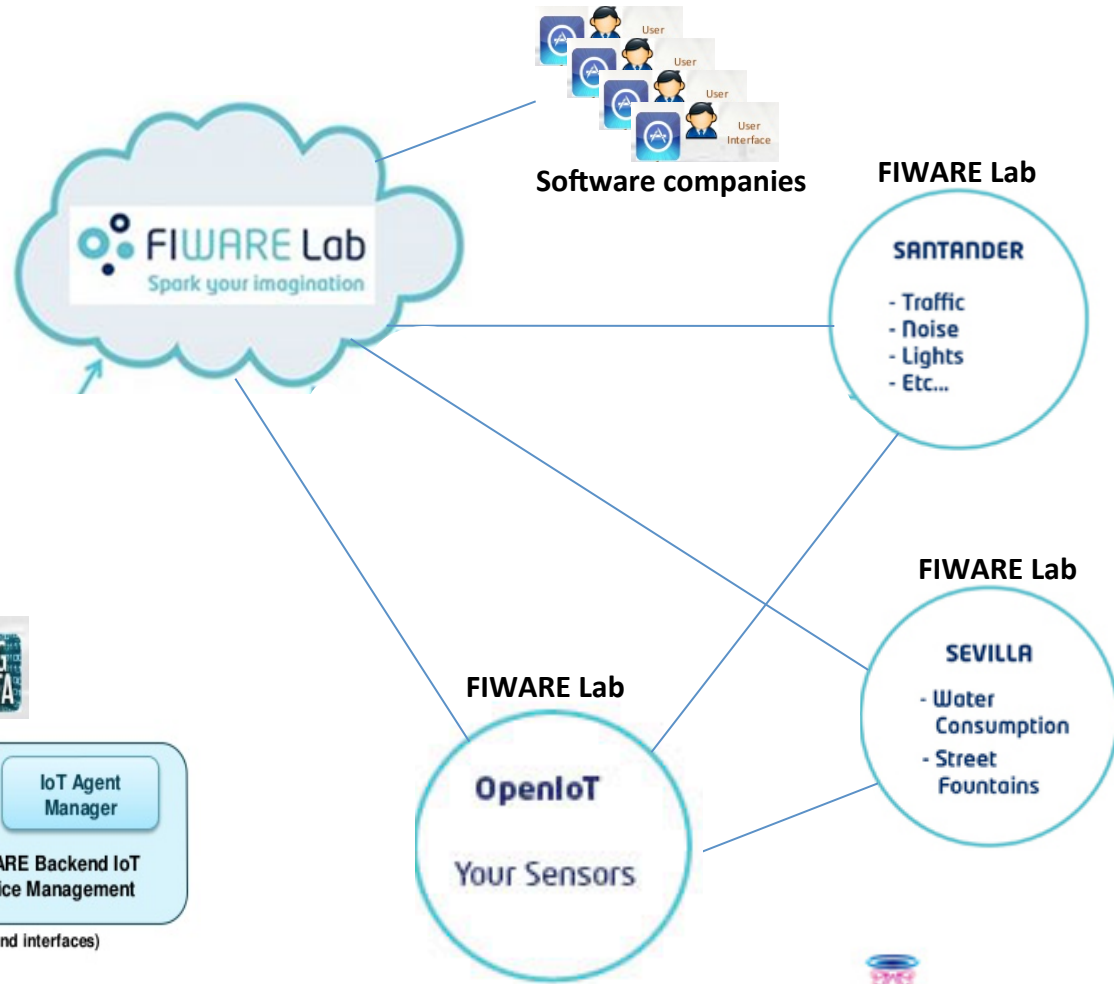 User
User
User
User
Interface
Software companies
FIWARE Lab
FIWARE Lab
Spark your imagination
SANTANDER
- Traffic
- Noise
- Lights
- Etc...
FIWARE Lab
SEVILLA
- Water
Consumption
- Street
Fountains
FIWARE Lab
OpenIoT
Your Sensors
IoT Agent
Manager
ARE Backend IoT
ice Management
nd interfaces)